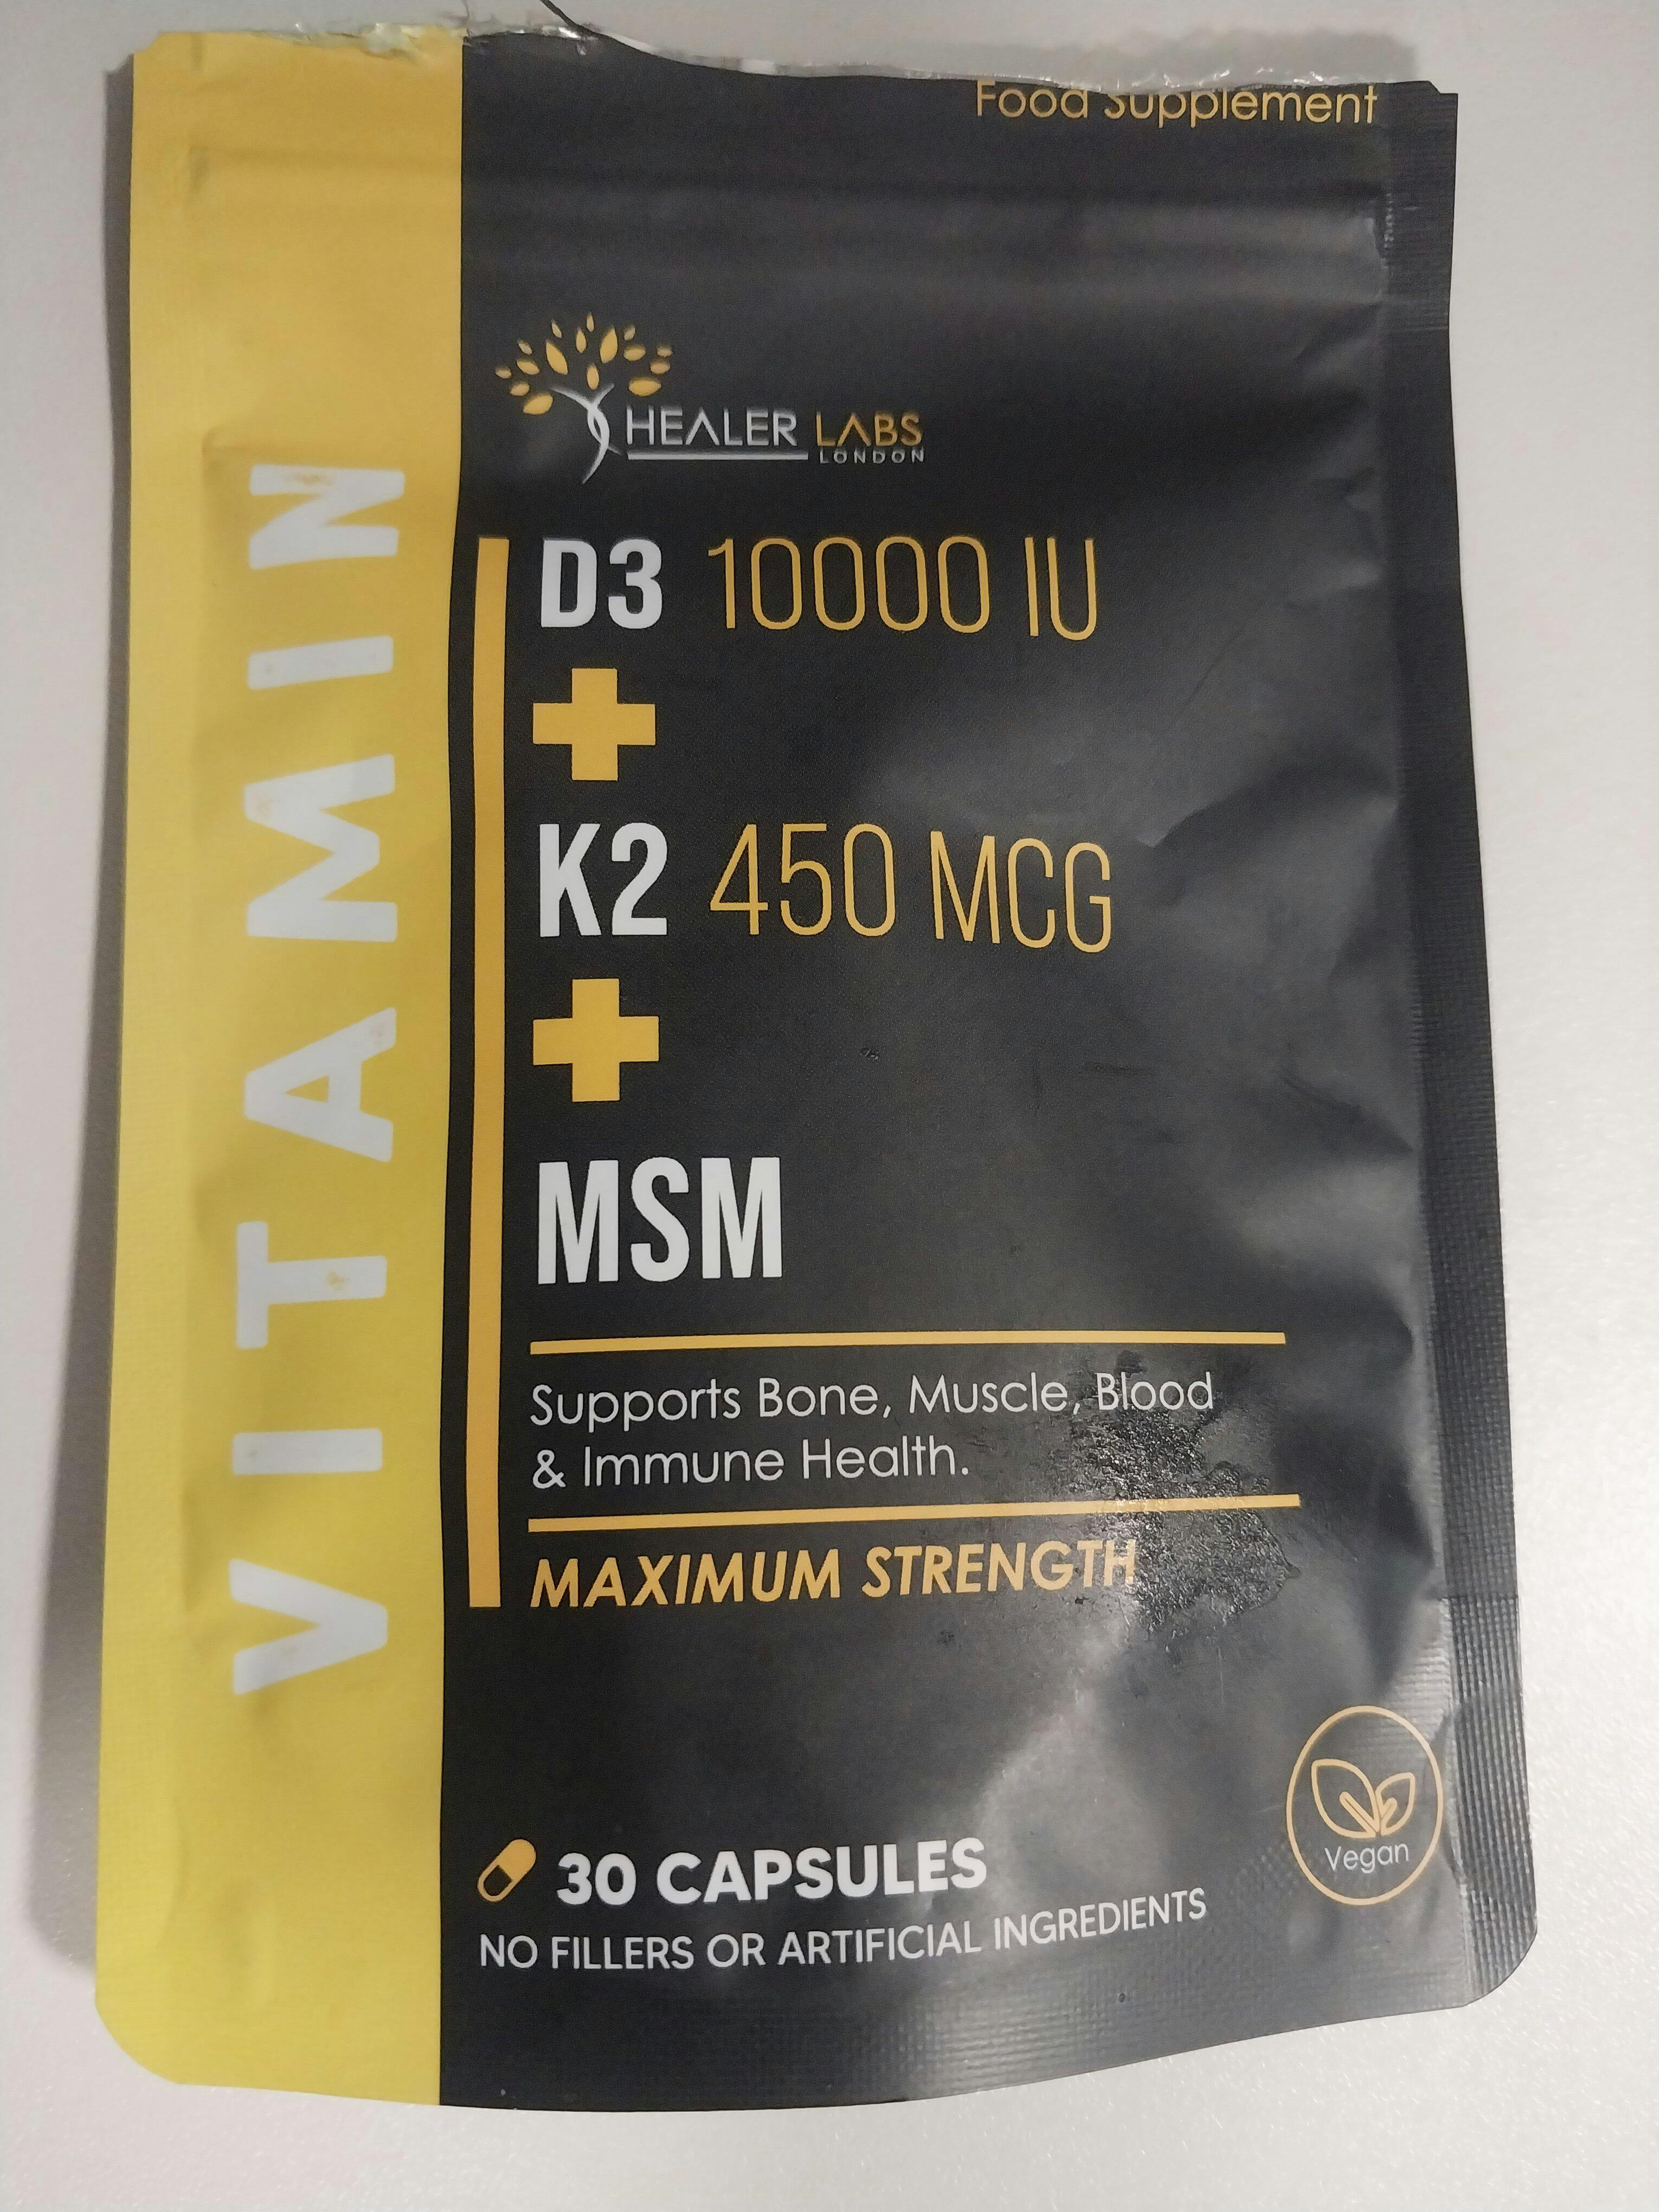 Food Supplement
HEALER LABS
LONDON
VITAMIN
D3 10000 IU
+
K2 450 MCG
+
MSM
Supports Bone, Muscle, Blood
& Immune Health.
MAXIMUM STRENGTH
Vegan
30 CAPSULES
NO FILLERS OR ARTIFICIAL INGREDIENTS